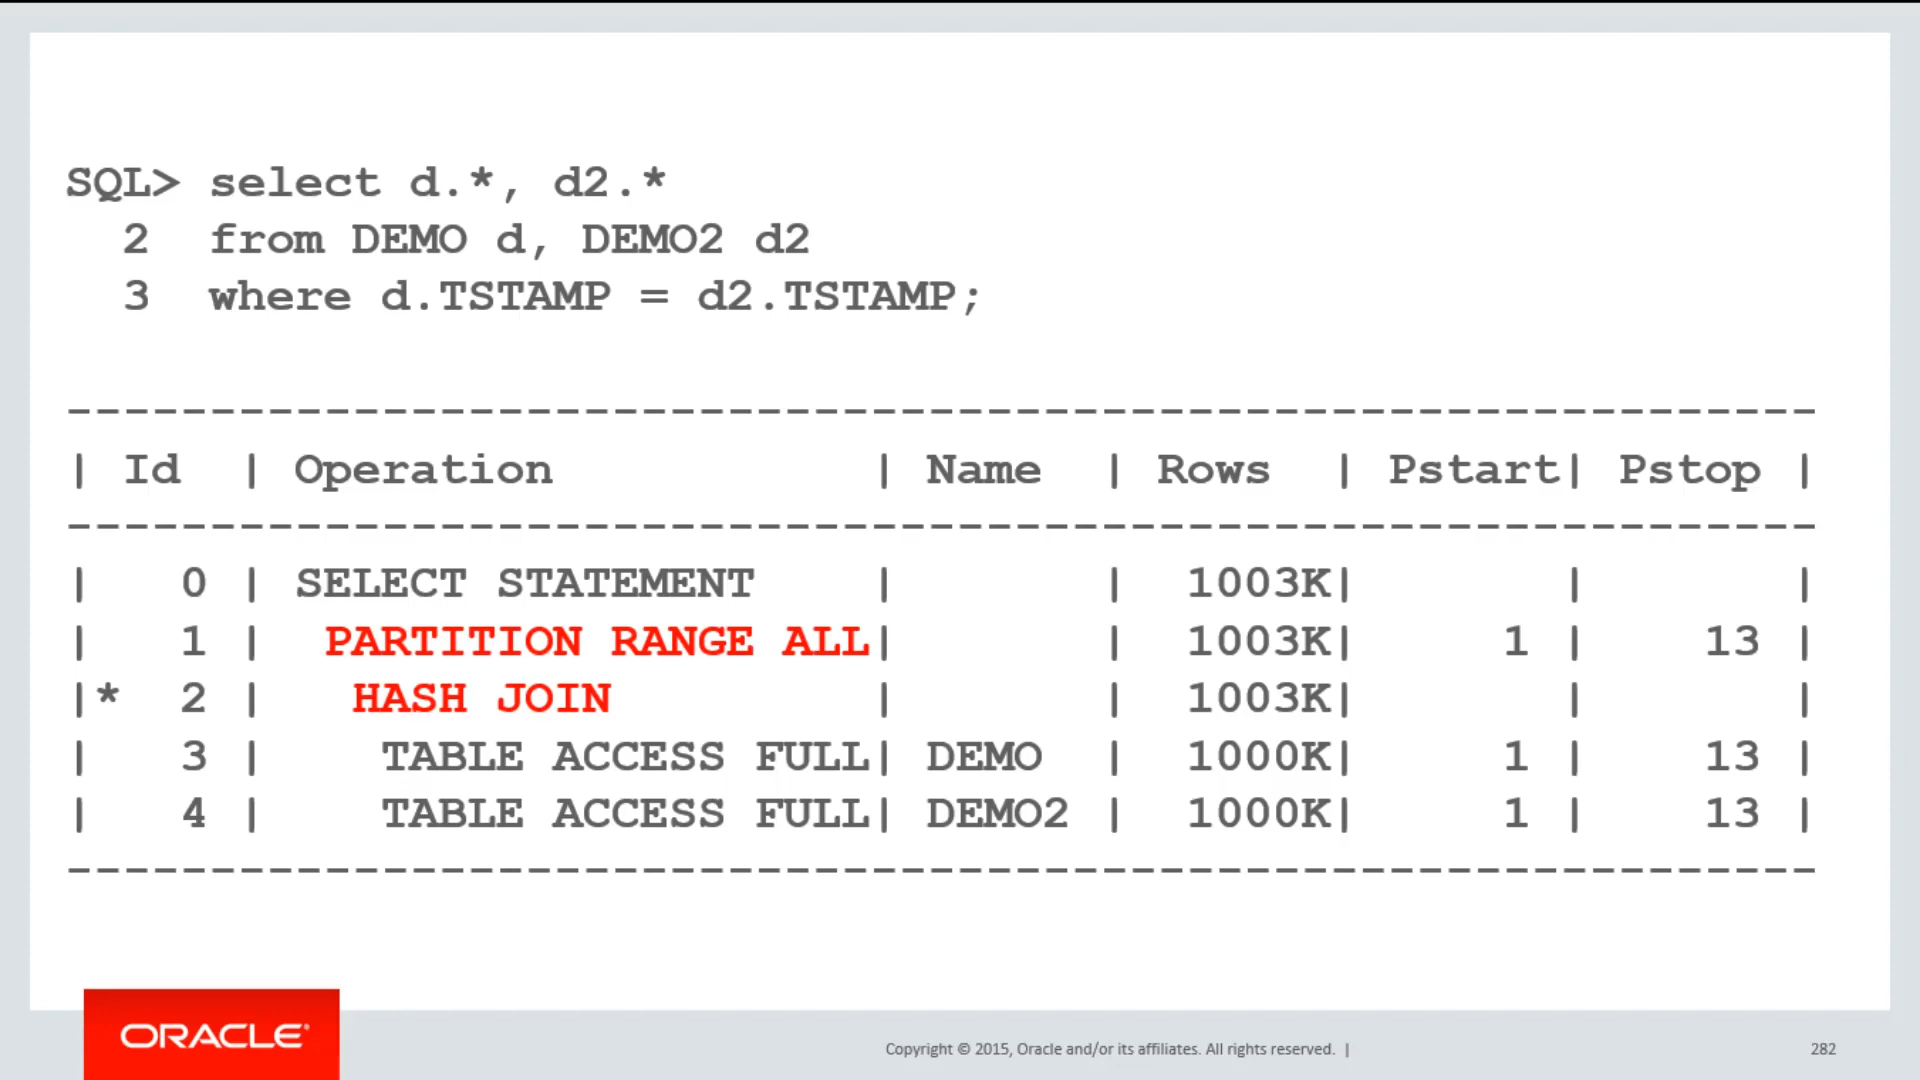 SQL> select d.*, d2.*
  2  from DEMO d, DEMO2 d2
  3  where d.TSTAMP = d2.TSTAMP;
-------------------------------------------------------------
| Id  | Operation           | Name  | Rows  | Pstart| Pstop |
-------------------------------------------------------------
|   0 | SELECT STATEMENT    |       |  1003K|       |       |
|   1 |  PARTITION RANGE ALL|       |  1003K|     1 |    13 |
|*  2 |   HASH JOIN         |       |  1003K|       |       |
|   3 |    TABLE ACCESS FULL| DEMO  |  1000K|     1 |    13 |
|   4 |    TABLE ACCESS FULL| DEMO2 |  1000K|     1 |    13 |
-------------------------------------------------------------
ORACLE®
Copyright © 2015, Oracle and/or its affiliates. All rights reserved. |
282